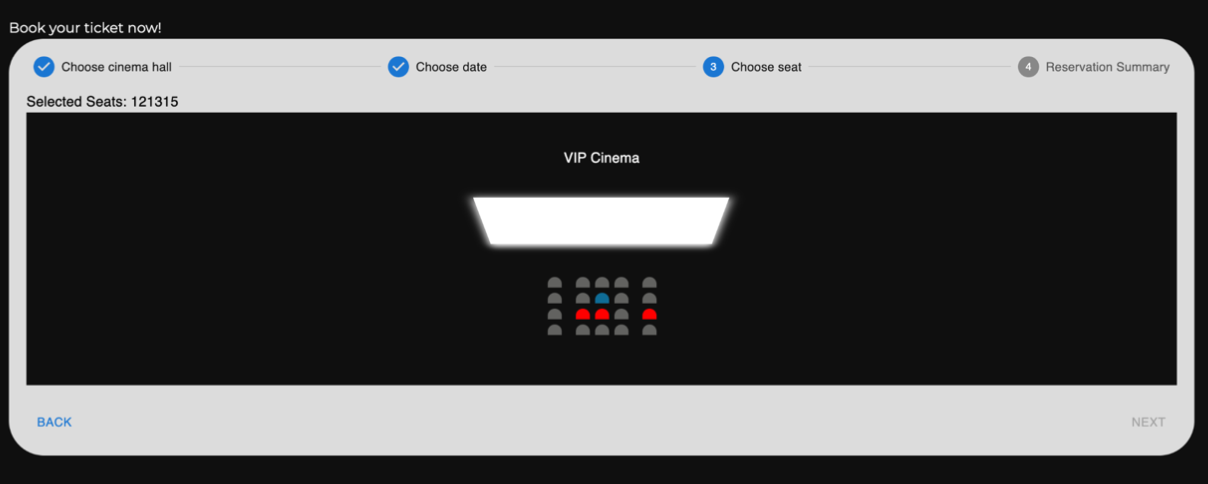 Book your ticket now!
Choose cinema hall
Choose date
3 Choose seat
4 Reservation Summary
Selected Seats: 121315
VIP Cinema
BACK
NEXT